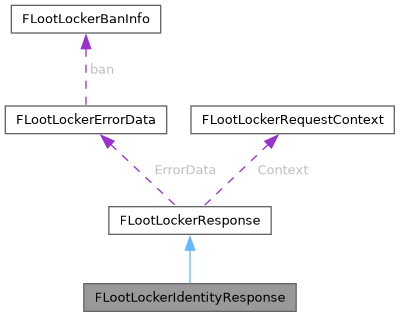 FLootLockerBanInfo
ban
FLootLockerErrorData
FLootLockerRequestContext
ErrorData
Context
FLootLockerResponse
FLootLockerIdentityResponse